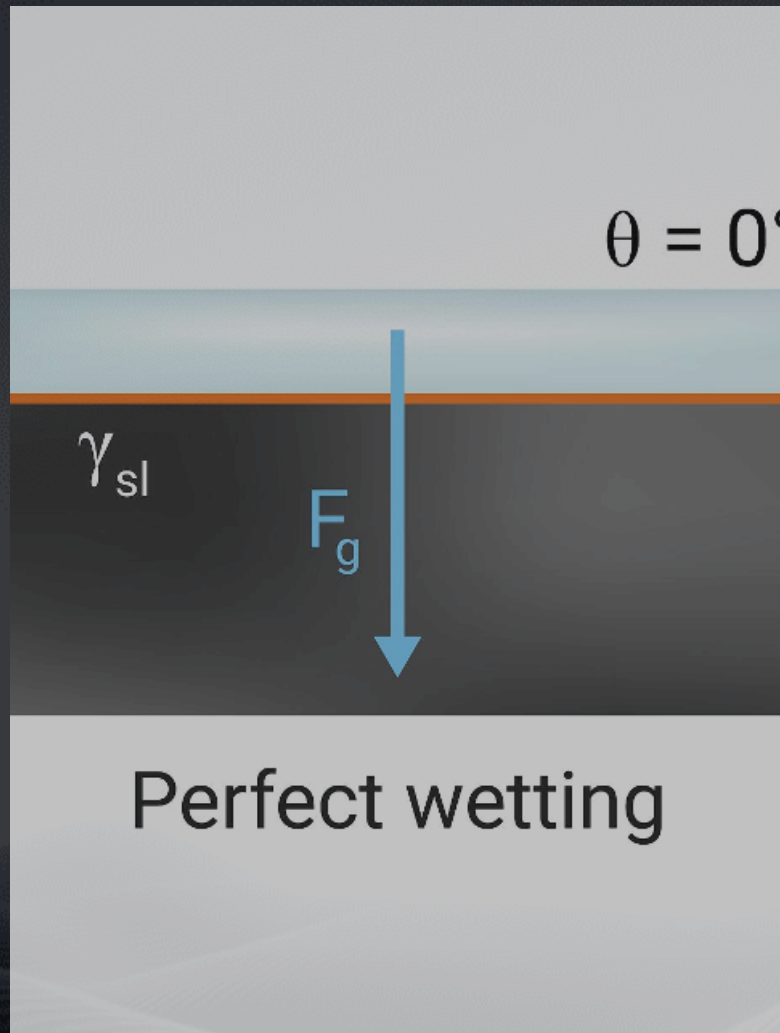 θ = 0°
γsl
Fg
Perfect wetting